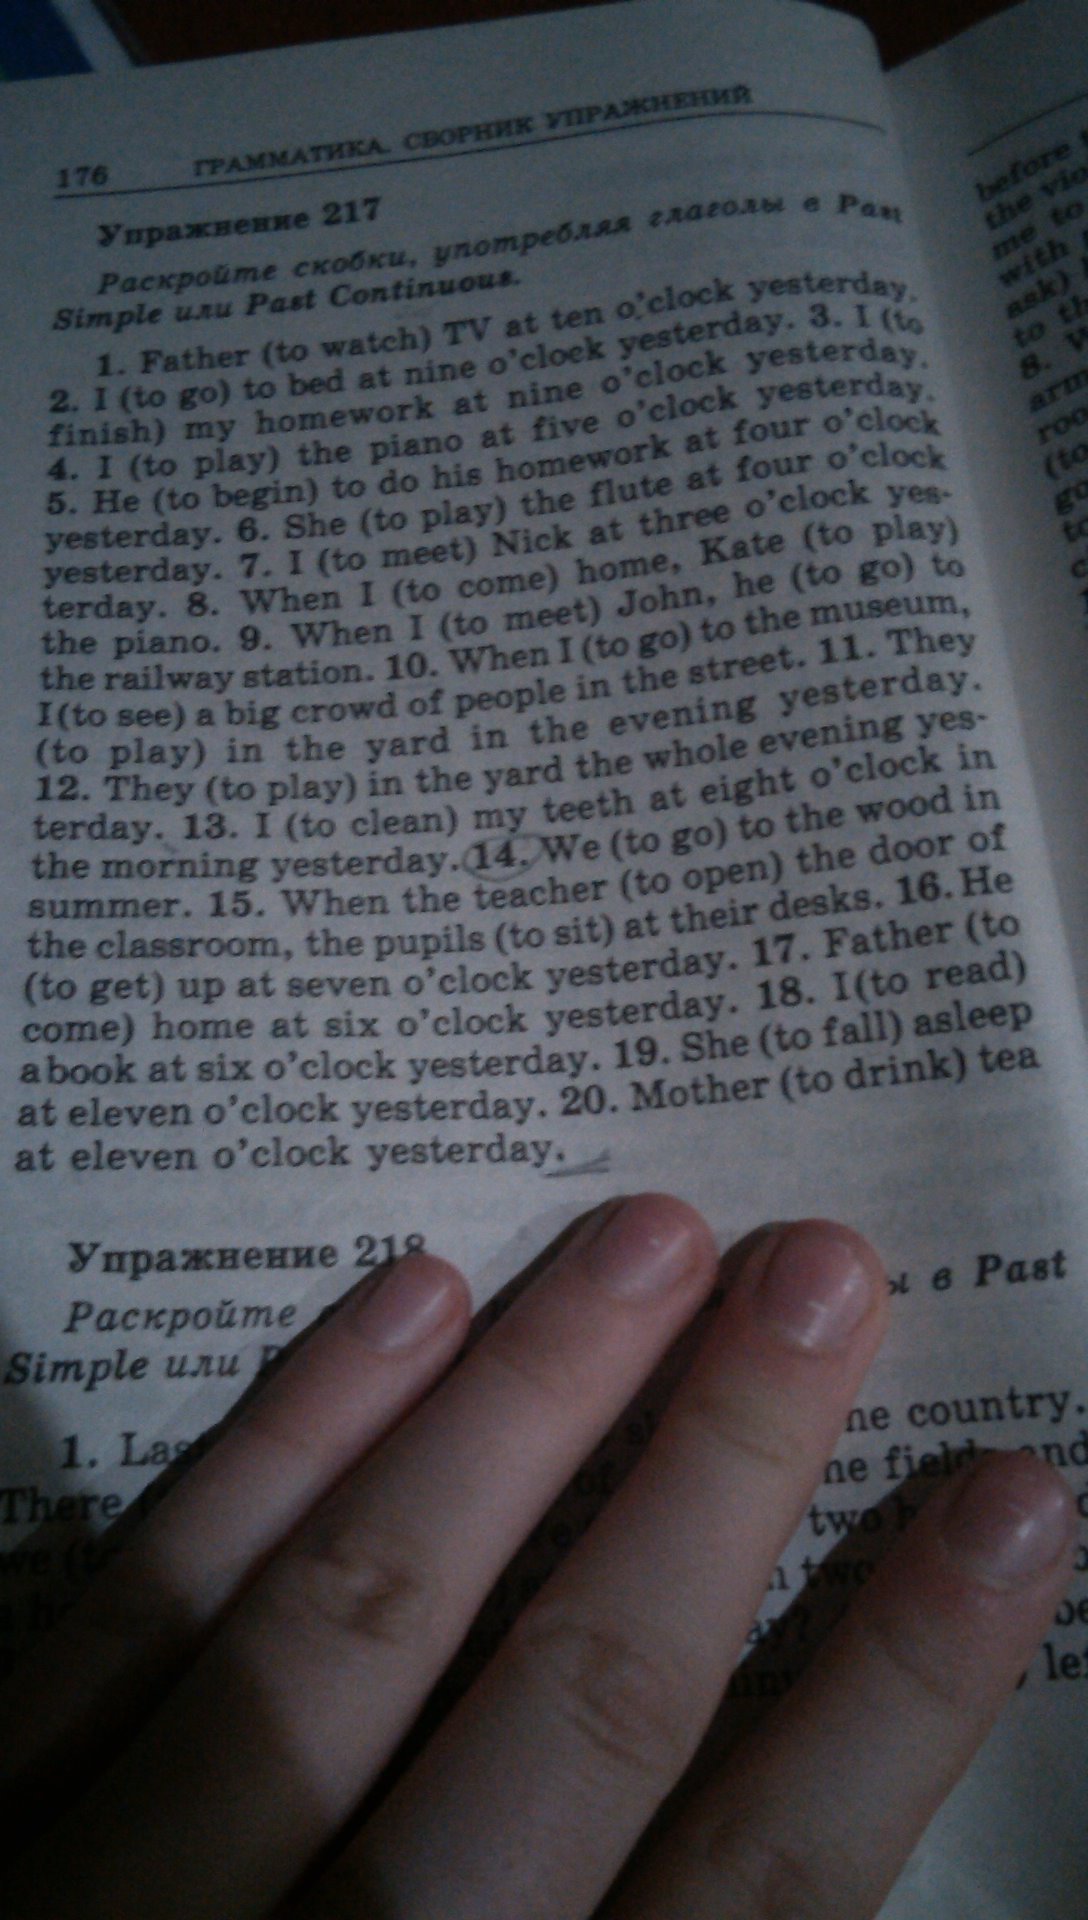 176 ГРАММАТИКА. СБОРНИК УПРАЖНЕНИЙ
Упражнение 217
Раскройте скобки, употребляя глаголы в Past
Simple или Past Continuous.
1. Father (to watch) TV at ten o'clock yesterday.
2. I (to go) to bed at nine o'clock yesterday. 3. I (to
finish) my homework at nine o'clock yesterday.
4. I (to play) the piano at five o'clock yesterday.
5. He (to begin) to do his homework at four o'clock
yesterday. 6. She (to play) the flute at four o'clock
yesterday. 7. I (to meet) Nick at three o'clock yes-
terday. 8. When I (to come) home, Kate (to play)
the piano. 9. When I (to meet) John, he (to go) to
the railway station. 10. When I (to go) to the museum,
I (to see) a big crowd of people in the street. 11. They
(to play) in the yard in the evening yesterday.
12. They (to play) in the yard the whole evening yes-
terday. 13. I (to clean) my teeth at eight o'clock in
the morning yesterday. 14. We (to go) to the wood in
summer. 15. When the teacher (to open) the door of
the classroom, the pupils (to sit) at their desks. 16. He
(to get) up at seven o'clock yesterday. 17. Father (to
come) home at six o'clock yesterday. 18. I (to read)
a book at six o'clock yesterday. 19. She (to fall) asleep
at eleven o'clock yesterday. 20. Mother (to drink) tea
at eleven o'clock yesterday.
Упражнение 218
Раскройте в Past
Simple или
1. country.
There
two
before
me to
with
ask)
to
8.